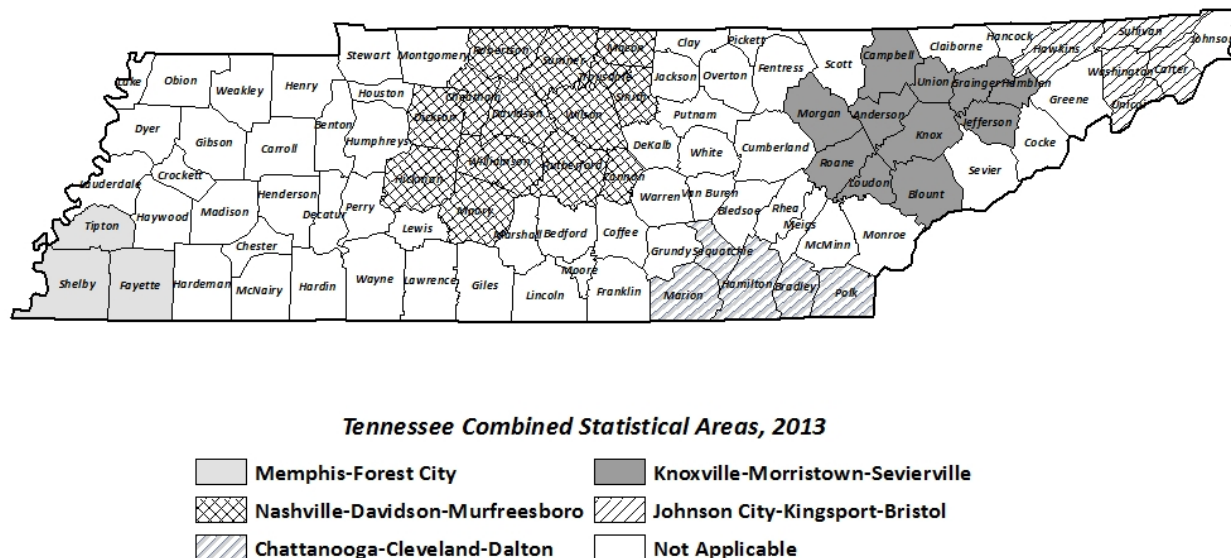 Stewart
Montgomery
Robertson
Sumner
Macon
Clay
Pickett
Lake
Obion
Weakley
Henry
Houston
Cheatham
Trousdale
Jackson
Overton
Fentress
Scott
Campbell
Claiborne
Hancock
Hawkins
Sullivan
Johnson
Dyer
Gibson
Carroll
Benton
Humphreys
Dickson
Davidson
Wilson
Smith
Putnam
Morgan
Anderson
Union
Grainger
Hamblen
Greene
Washington
Carter
Unicoi
Lauderdale
Crockett
Haywood
Madison
Henderson
Decatur
Perry
Hickman
Williamson
Rutherford
Cannon
DeKalb
White
Cumberland
Roane
Knox
Jefferson
Cocke
Tipton
Chester
Lewis
Maury
Marshall
Bedford
Coffee
Warren
Van Buren
Bledsoe
Rhea
Meigs
Loudon
Blount
Sevier
Shelby
Fayette
Hardeman
McNairy
Hardin
Wayne
Lawrence
Giles
Lincoln
Moore
Franklin
Grundy
Sequatchie
Marion
Hamilton
Bradley
McMinn
Monroe
Polk
Tennessee Combined Statistical Areas, 2013
Memphis-Forest City
Knoxville-Morristown-Sevierville
Nashville-Davidson-Murfreesboro
Johnson City-Kingsport-Bristol
Chattanooga-Cleveland-Dalton
Not Applicable